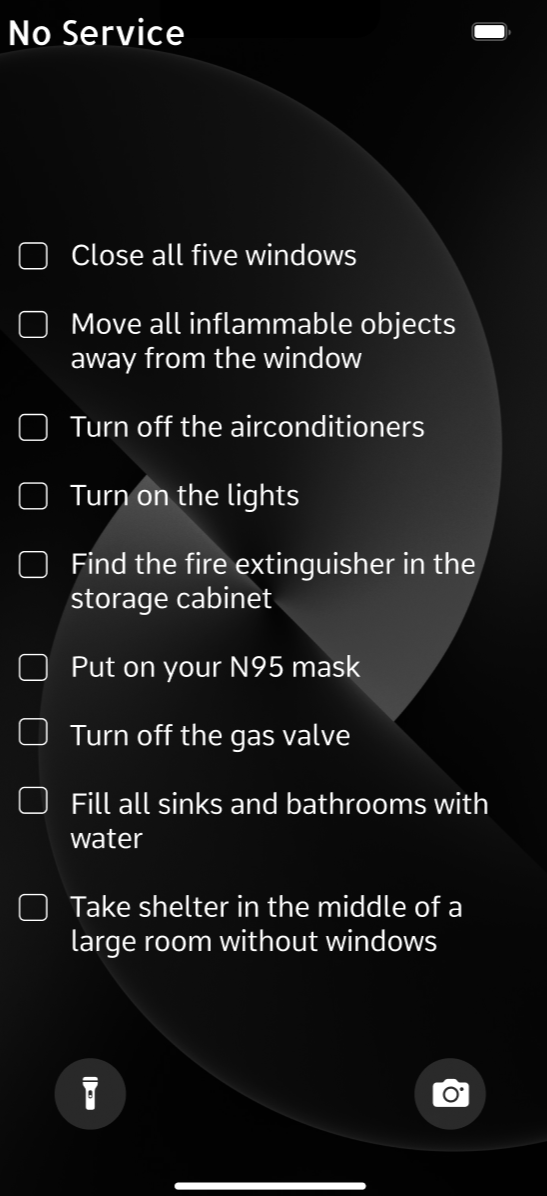 No Service
Close all five windows
Move all inflammable objects
away from the window
Turn off the airconditioners
Turn on the lights
Find the fire extinguisher in the
storage cabinet
Put on your N95 mask
Turn off the gas valve
Fill all sinks and bathrooms with
water
Take shelter in the middle of a
large room without windows